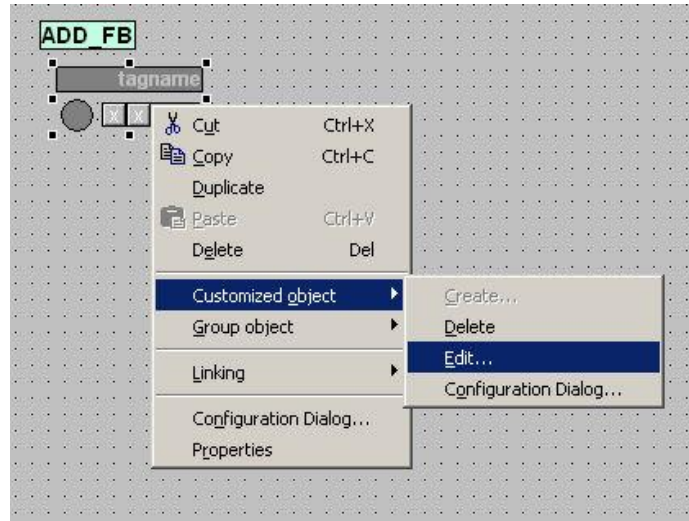 ADD_FB
tagname
X X
Cut Ctrl+X
Copy Ctrl+C
Duplicate
Paste Ctrl+V
Delete Del
Customized object
Group object
Linking
Configuration Dialog...
Properties
Create...
Delete
Edit...
Configuration Dialog...